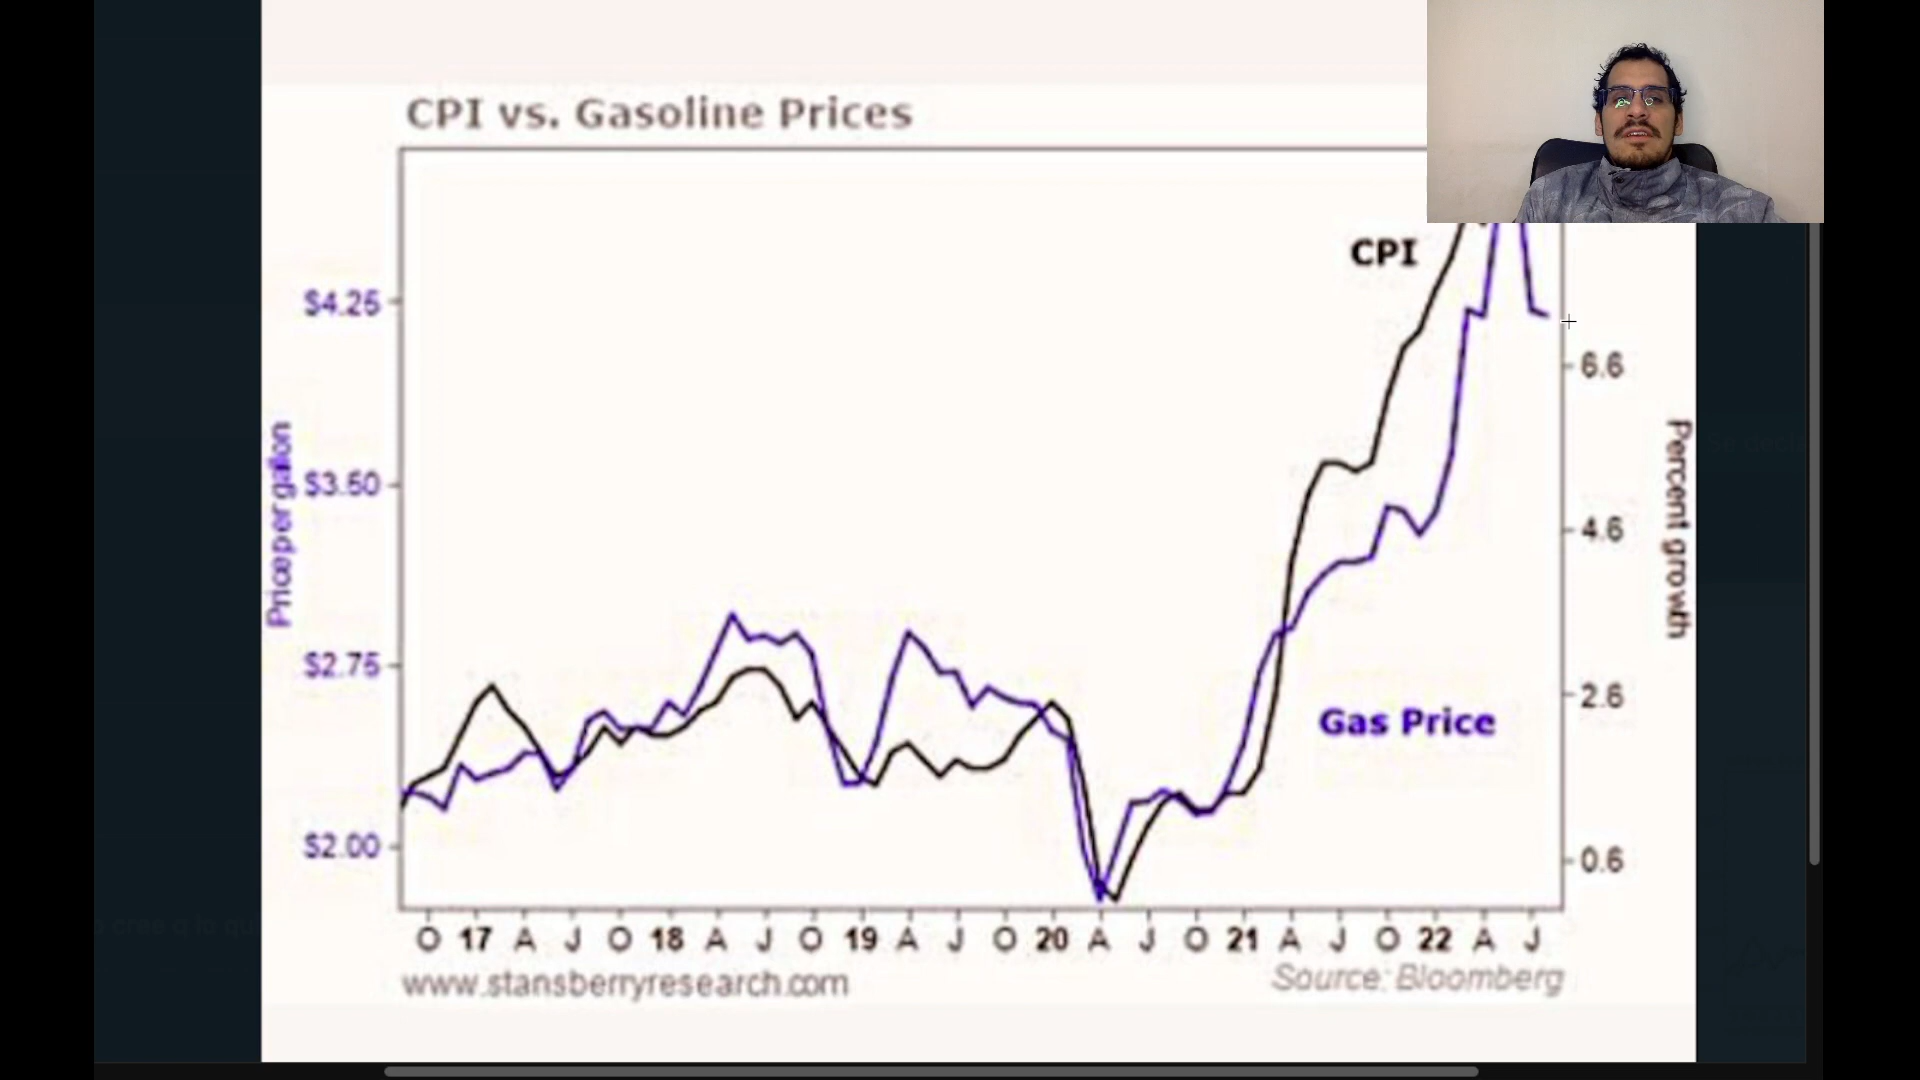 CPI vs. Gasoline Prices
CPI
$4.25
6.6
Price per gallon
Percent growth
$3.50
4.6
$2.75
2.6
Gas Price
$2.00
0.6
O 17 A J O 18 A J O 19 A J O 20 A J O 21 A J O 22 A J
www.stansberryresearch.com
Source: Bloomberg